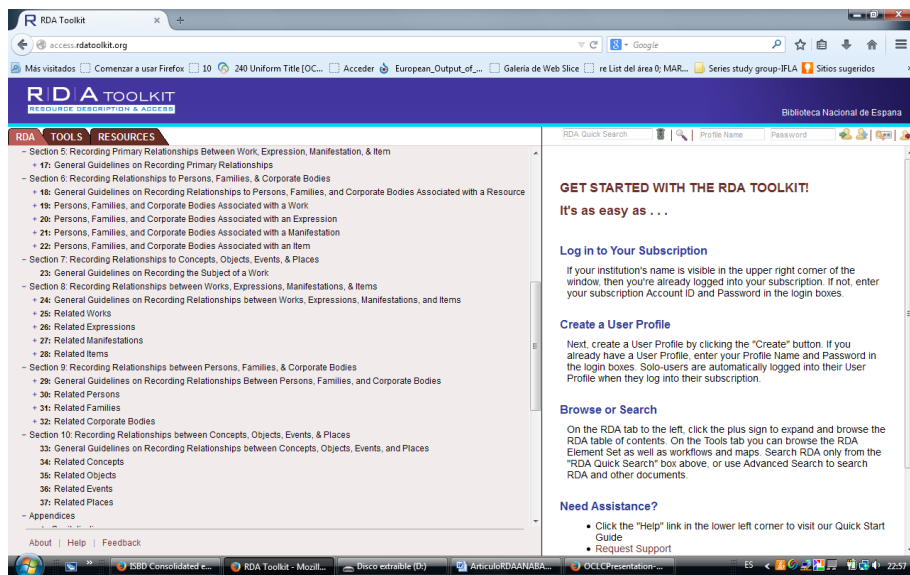 RDA Toolkit
access.rdatoolkit.org
Google
Más visitados Comenzar a usar Firefox 10 240 Uniform Title [OC... Acceder European_Output_of_... Galería de Web Slice re List del área 0; MAR... Series study group-IFLA Sitios sugeridos
RDA TOOLKIT
RESOURCE DESCRIPTION & ACCESS
Biblioteca Nacional de Espana
RDA TOOLS RESOURCES
RDA Quick Search Profile Name Password
− Section 5: Recording Primary Relationships Between Work, Expression, Manifestation, & Item
+ 17: General Guidelines on Recording Primary Relationships
− Section 6: Recording Relationships to Persons, Families, & Corporate Bodies
+ 18: General Guidelines on Recording Relationships to Persons, Families, and Corporate Bodies Associated with a Resource
+ 19: Persons, Families, and Corporate Bodies Associated with a Work
+ 20: Persons, Families, and Corporate Bodies Associated with an Expression
+ 21: Persons, Families, and Corporate Bodies Associated with a Manifestation
+ 22: Persons, Families, and Corporate Bodies Associated with an Item
− Section 7: Recording Relationships to Concepts, Objects, Events, & Places
23: General Guidelines on Recording the Subject of a Work
− Section 8: Recording Relationships between Works, Expressions, Manifestations, & Items
+ 24: General Guidelines on Recording Relationships between Works, Expressions, Manifestations, and Items
+ 25: Related Works
+ 26: Related Expressions
+ 27: Related Manifestations
+ 28: Related Items
− Section 9: Recording Relationships between Persons, Families, & Corporate Bodies
+ 29: General Guidelines on Recording Relationships Between Persons, Families, and Corporate Bodies
+ 30: Related Persons
+ 31: Related Families
+ 32: Related Corporate Bodies
− Section 10: Recording Relationships between Concepts, Objects, Events, & Places
33: General Guidelines on Recording Relationships between Concepts, Objects, Events, and Places
34: Related Concepts
35: Related Objects
36: Related Events
37: Related Places
− Appendices
About | Help | Feedback
GET STARTED WITH THE RDA TOOLKIT!
It's as easy as . . .
Log in to Your Subscription
If your institution's name is visible in the upper right corner of the
window, then you're already logged into your subscription. If not, enter
your subscription Account ID and Password in the login boxes.
Create a User Profile
Next, create a User Profile by clicking the "Create" button. If you
already have a User Profile, enter your Profile Name and Password in
the login boxes. Solo-users are automatically logged into their User
Profile when they log into their subscription.
Browse or Search
On the RDA tab to the left, click the plus sign to expand and browse the
RDA table of contents. On the Tools tab you can browse the RDA
Element Set as well as workflows and maps. Search RDA only from the
"RDA Quick Search" box above, or use Advanced Search to search
RDA and other documents.
Need Assistance?
• Click the "Help" link in the lower left corner to visit our Quick Start
Guide
• Request Support
ISBD Consolidated e... RDA Toolkit - Mozill... Disco extraíble (D:) ArticuloRDAANABA... OCLCPresentation-... ES 22:57